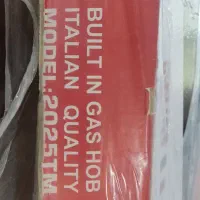 BUILT IN GAS HOB
ITALIAN QUALITY
MODEL:2025TM